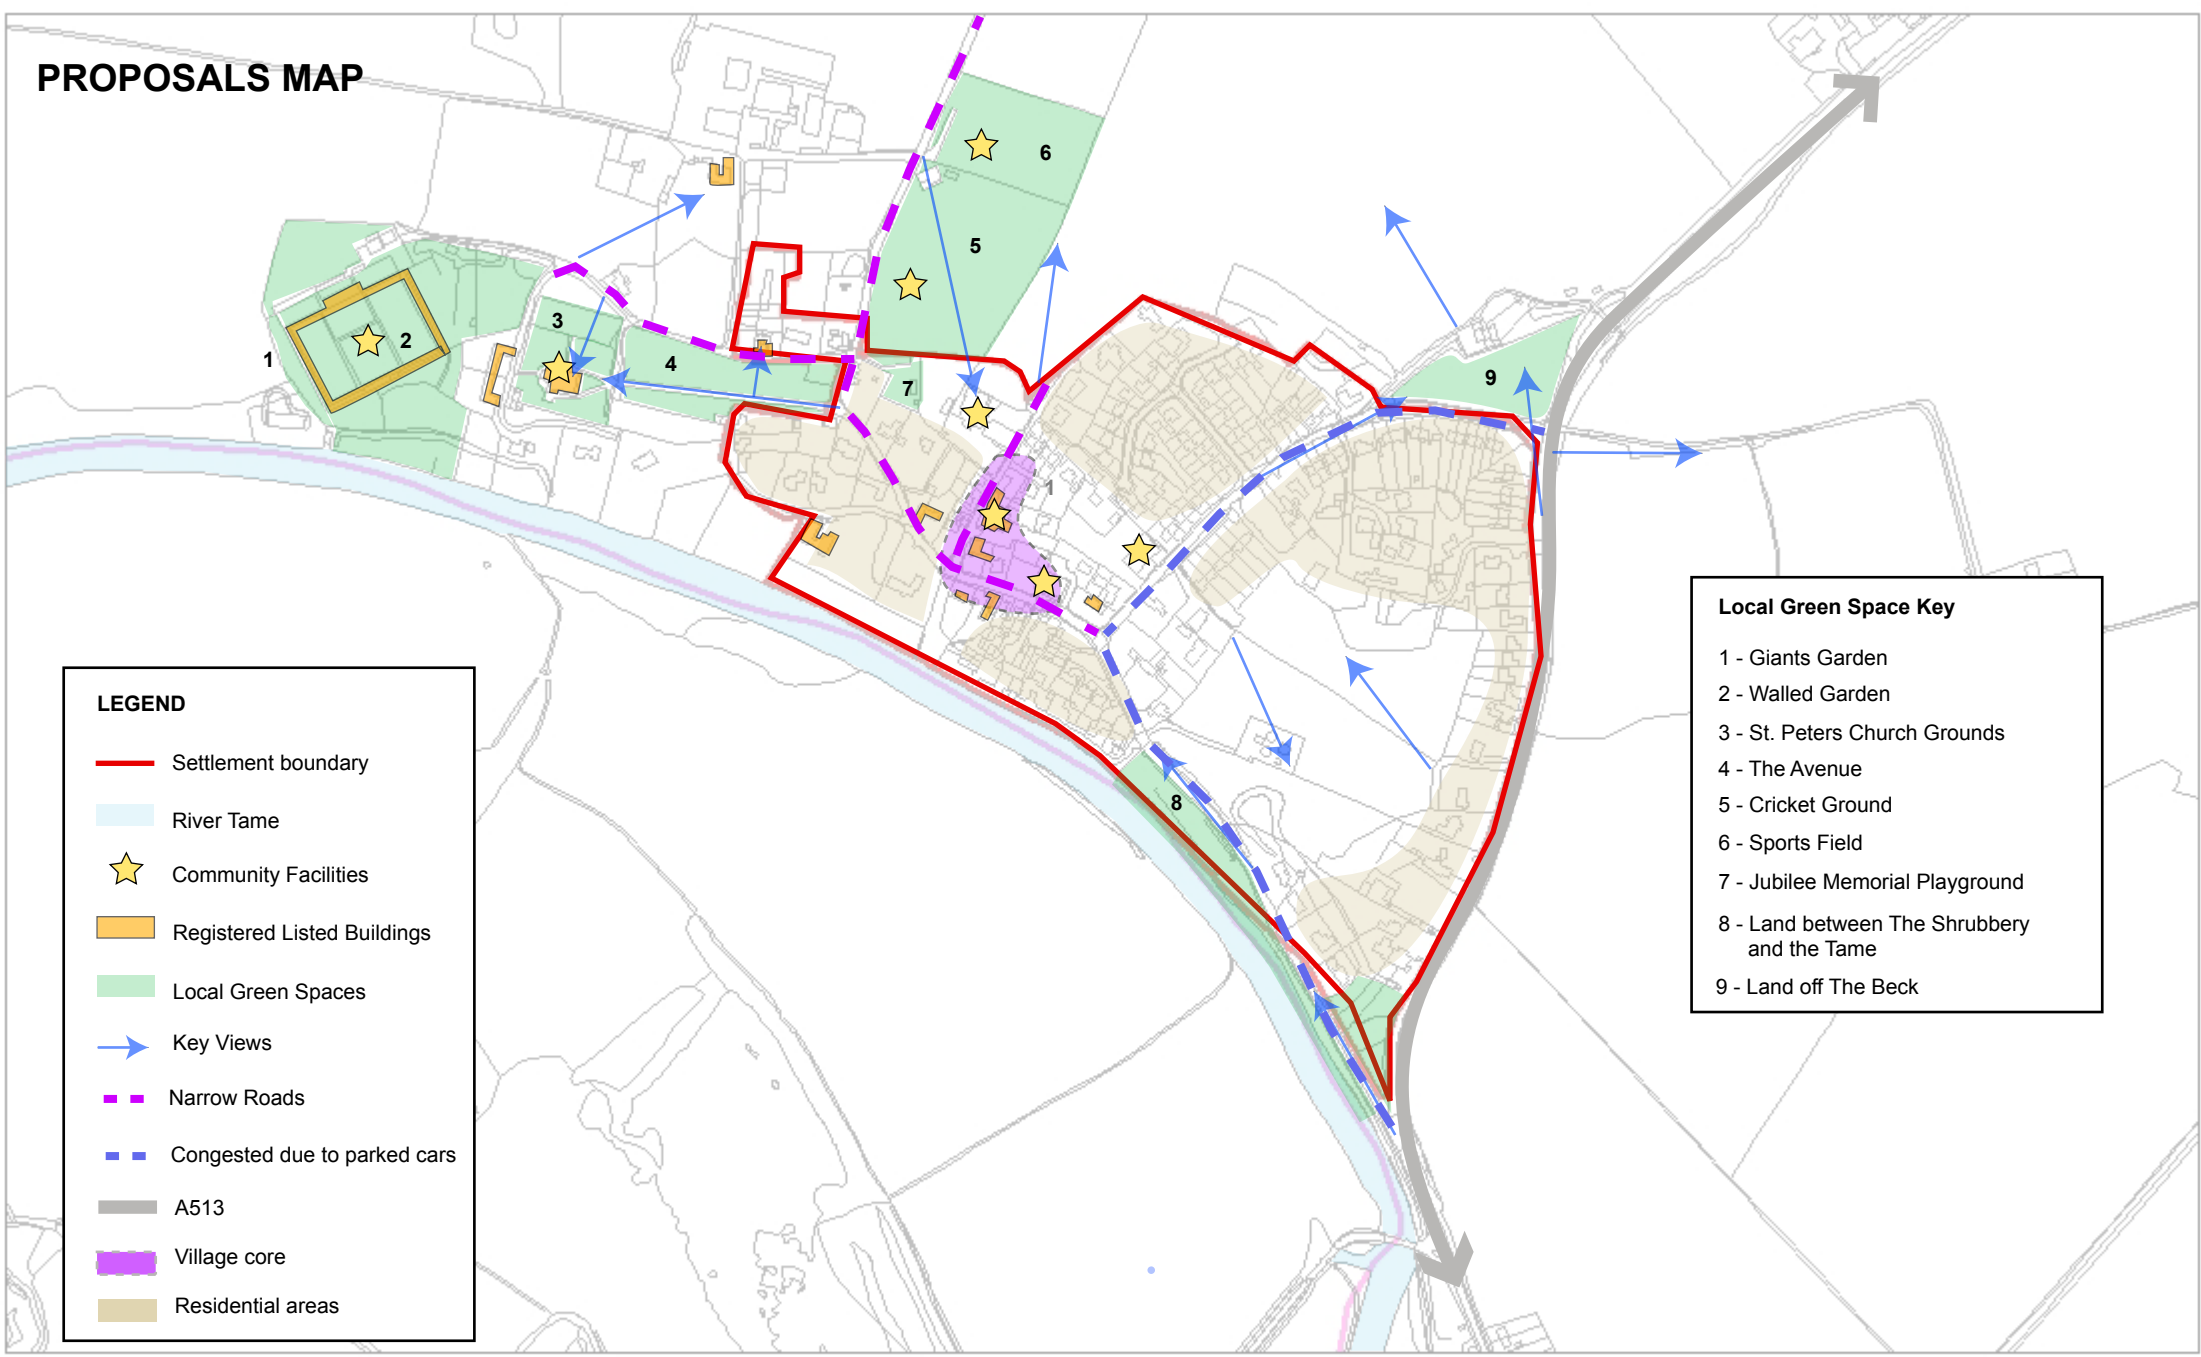 PROPOSALS MAP
6
5
3
1
2
4
7
9
1
8
LEGEND
Settlement boundary
River Tame
Community Facilities
Registered Listed Buildings
Local Green Spaces
Key Views
Narrow Roads
Congested due to parked cars
A513
Village core
Residential areas
Local Green Space Key
1 - Giants Garden
2 - Walled Garden
3 - St. Peters Church Grounds
4 - The Avenue
5 - Cricket Ground
6 - Sports Field
7 - Jubilee Memorial Playground
8 - Land between The Shrubbery
and the Tame
9 - Land off The Beck